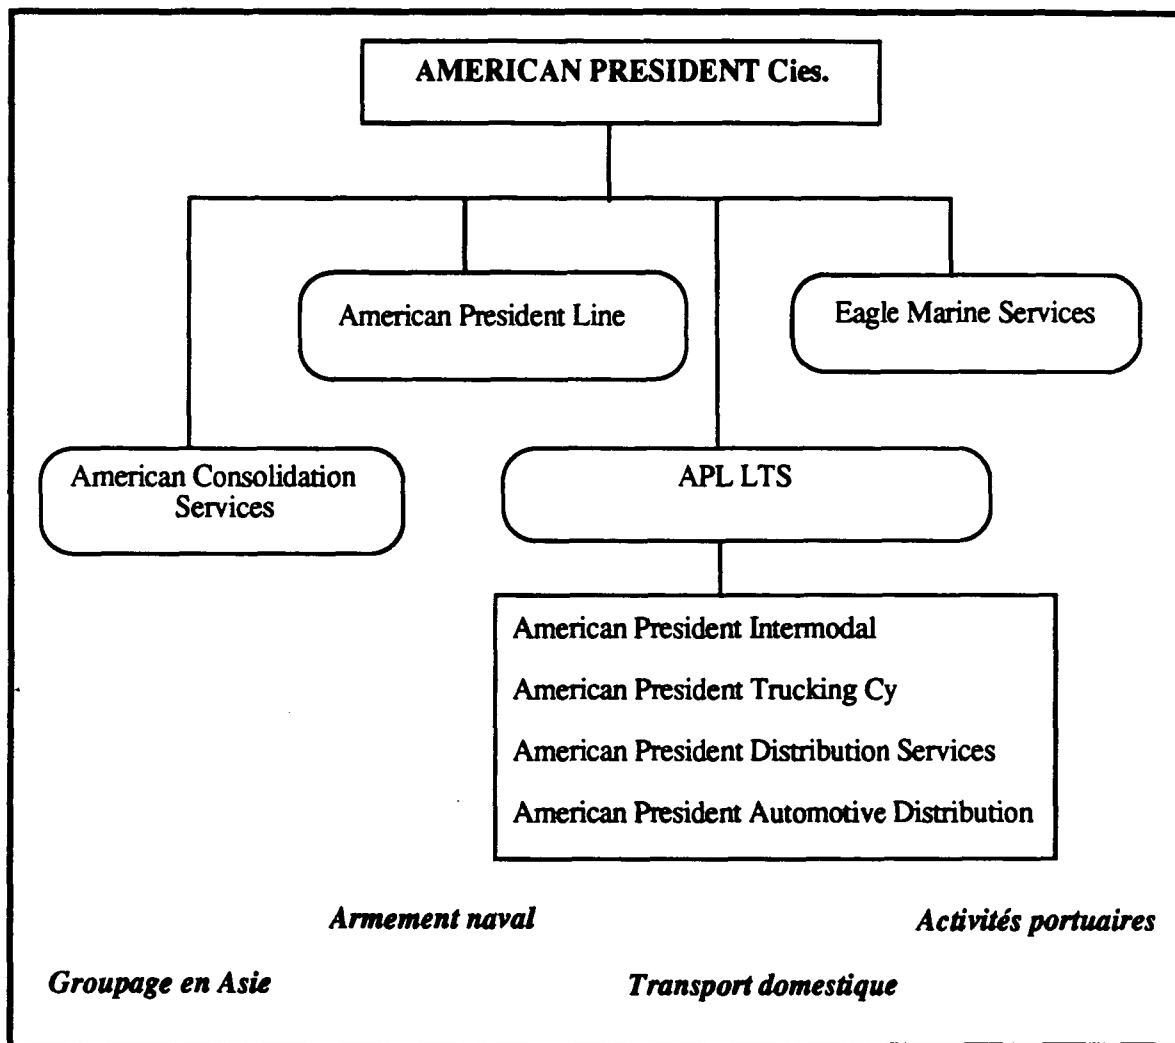 AMERICAN PRESIDENT Cies.
American President Line
Eagle Marine Services
American Consolidation
Services
APL LTS
American President Intermodal
American President Trucking Cy
American President Distribution Services
American President Automotive Distribution
Armement naval
Activités portuaires
Groupage en Asie
Transport domestique